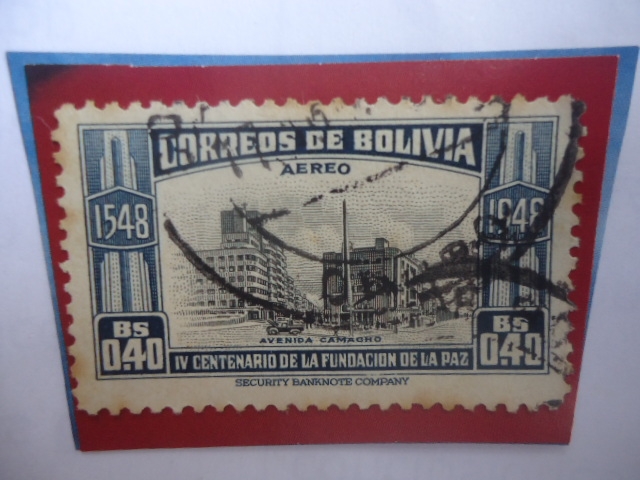 CORREOS DE BOLIVIA
AEREO
1548
1948
AVENIDA CAMACHO
BS
0.40
IV CENTENARIO DE LA FUNDACION DE LA PAZ
BS
0.40
SECURITY BANKNOTE COMPANY